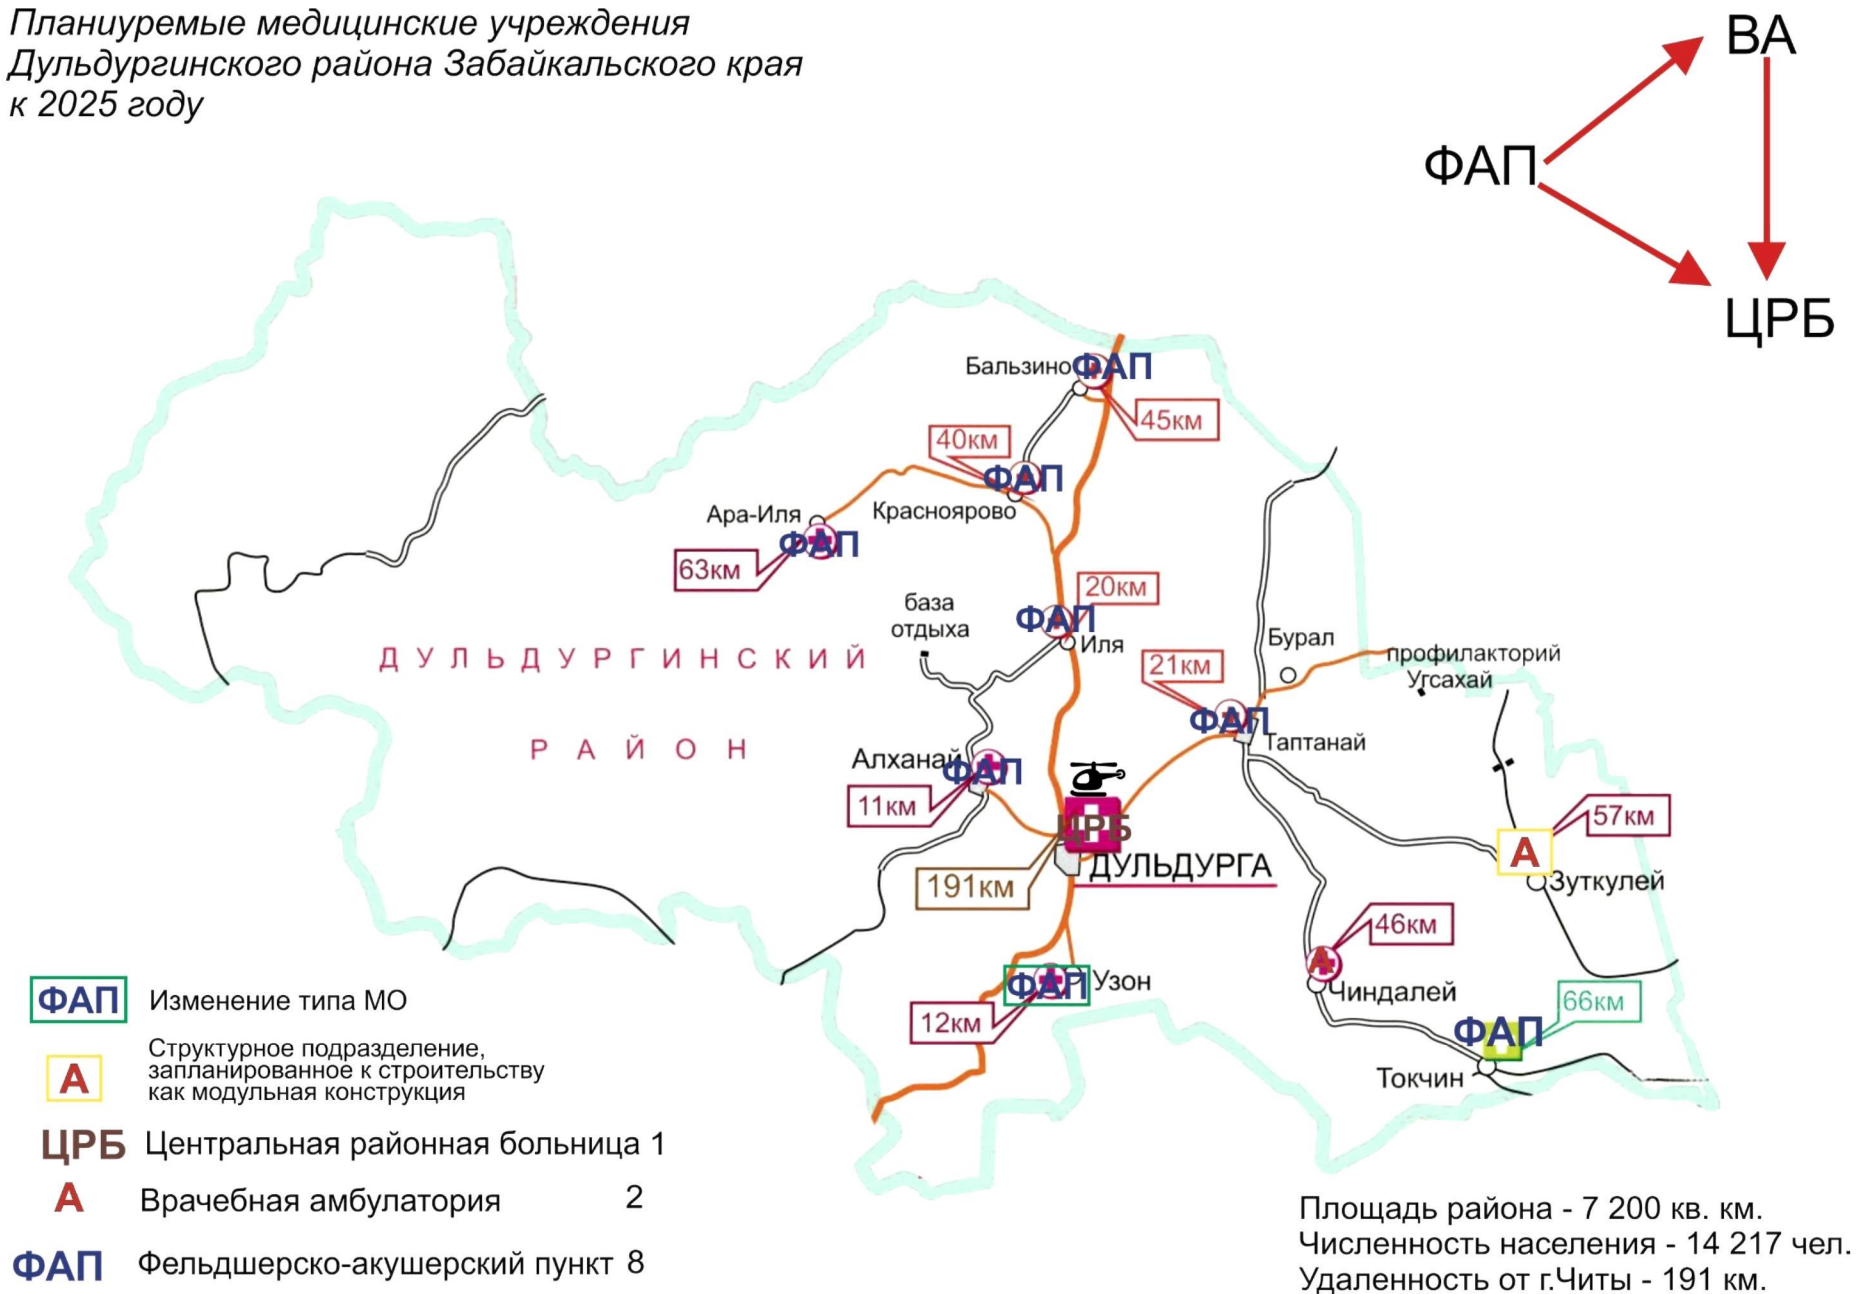 Планиуремые медицинские учреждения
Дульдургинского района Забайкальского края
к 2025 году
ВА
ФАП
ЦРБ
Бальзино
ФАП
45км
40км
ФАП
Красноярово
Ара-Иля
ФАП
63км
20км
ФАП
Иля
база
отдыха
ДУЛЬДУРГИНСКИЙ
РАЙОН
Бурал
профилакторий
Угсахай
21км
ФАП
Таптанай
Алханай
ФАП
11км
ЦРБ
ДУЛЬДУРГА
191км
57км
А
Зуткулей
46км
А
Чиндалей
ФАП
Узон
12км
66км
ФАП
Токчин
ФАП Изменение типа МО
А Структурное подразделение,
запланированное к строительству
как модульная конструкция
ЦРБ Центральная районная больница 1
А Врачебная амбулатория 2
ФАП Фельдшерско-акушерский пункт 8
Площадь района - 7 200 кв. км.
Численность населения - 14 217 чел.
Удаленность от г.Читы - 191 км.